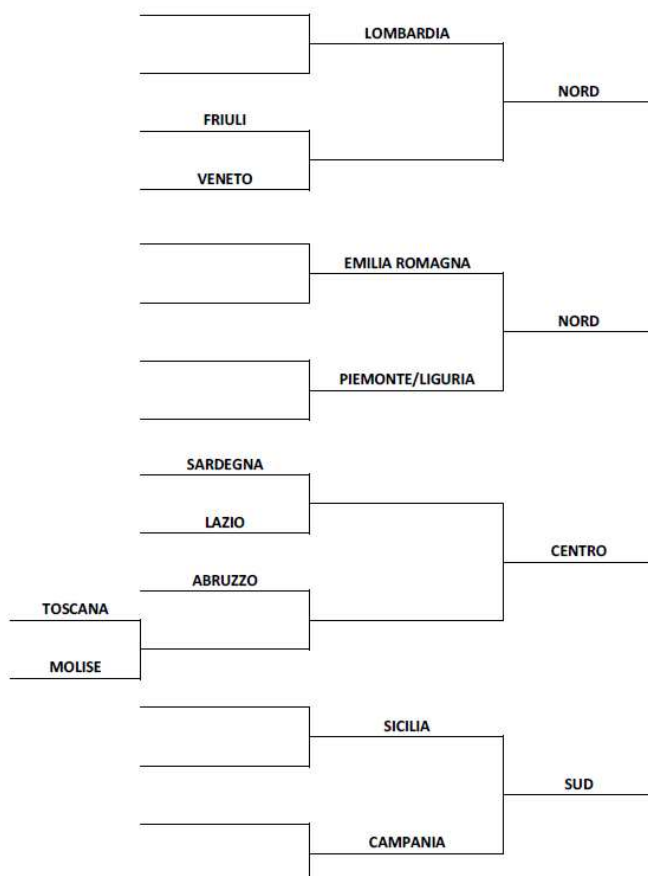 LOMBARDIA
NORD
FRIULI
VENETO
EMILIA ROMAGNA
NORD
PIEMONTE/LIGURIA
SARDEGNA
LAZIO
CENTRO
ABRUZZO
TOSCANA
MOLISE
SICILIA
SUD
CAMPANIA